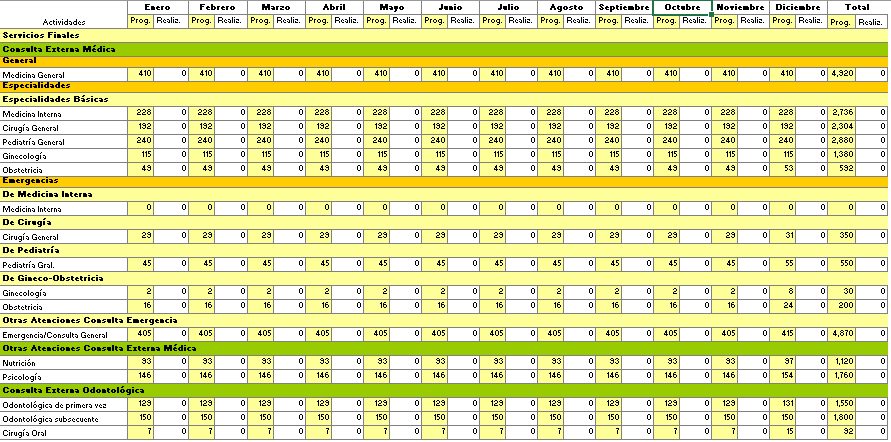 Enero Febrero Marzo Abril Mayo Junio Julio Agosto Septiembre Octubre Noviembre Diciembre Total
Actividades Prog. Realiz. Prog. Realiz. Prog. Realiz. Prog. Realiz. Prog. Realiz. Prog. Realiz. Prog. Realiz. Prog. Realiz. Prog. Realiz. Prog. Realiz. Prog. Realiz. Prog. Realiz. Prog. Realiz.
Servicios Finales
Consulta Externa Médica
General
Medicina General 410 0 410 0 410 0 410 0 410 0 410 0 410 0 410 0 410 0 410 0 410 0 410 0 4,920 0
Especialidades
Especialidades Básicas
Medicina Interna 228 0 228 0 228 0 228 0 228 0 228 0 228 0 228 0 228 0 228 0 228 0 228 0 2,736 0
Cirugía General 192 0 192 0 192 0 192 0 192 0 192 0 192 0 192 0 192 0 192 0 192 0 192 0 2,304 0
Pediatría General 240 0 240 0 240 0 240 0 240 0 240 0 240 0 240 0 240 0 240 0 240 0 240 0 2,880 0
Ginecología 115 0 115 0 115 0 115 0 115 0 115 0 115 0 115 0 115 0 115 0 115 0 115 0 1,380 0
Obstetricia 49 0 49 0 49 0 49 0 49 0 49 0 49 0 49 0 49 0 49 0 49 0 53 0 592 0
Emergencias
De Medicina Interna
Medicina Interna 0 0 0 0 0 0 0 0 0 0 0 0 0 0 0 0 0 0 0 0 0 0 0 0 0 0
De Cirugía
Cirugía General 29 0 29 0 29 0 29 0 29 0 29 0 29 0 29 0 29 0 29 0 29 0 31 0 350 0
De Pediatría
Pediatría Gral. 45 0 45 0 45 0 45 0 45 0 45 0 45 0 45 0 45 0 45 0 45 0 55 0 550 0
De Gineco-Obstetricia
Ginecología 2 0 2 0 2 0 2 0 2 0 2 0 2 0 2 0 2 0 2 0 2 0 8 0 30 0
Obstetricia 16 0 16 0 16 0 16 0 16 0 16 0 16 0 16 0 16 0 16 0 16 0 24 0 200 0
Otras Atenciones Consulta Emergencia
Emergencia/Consulta General 405 0 405 0 405 0 405 0 405 0 405 0 405 0 405 0 405 0 405 0 405 0 415 0 4,870 0
Otras Atenciones Consulta Externa Médica
Nutrición 93 0 93 0 93 0 93 0 93 0 93 0 93 0 93 0 93 0 93 0 93 0 97 0 1,120 0
Psicología 146 0 146 0 146 0 146 0 146 0 146 0 146 0 146 0 146 0 146 0 146 0 154 0 1,760 0
Consulta Externa Odontológica
Odontológica de primera vez 129 0 129 0 129 0 129 0 129 0 129 0 129 0 129 0 129 0 129 0 129 0 131 0 1,550 0
Odontológica subsecuente 150 0 150 0 150 0 150 0 150 0 150 0 150 0 150 0 150 0 150 0 150 0 150 0 1,800 0
Cirugía Oral 7 0 7 0 7 0 7 0 7 0 7 0 7 0 7 0 7 0 7 0 7 0 15 0 92 0